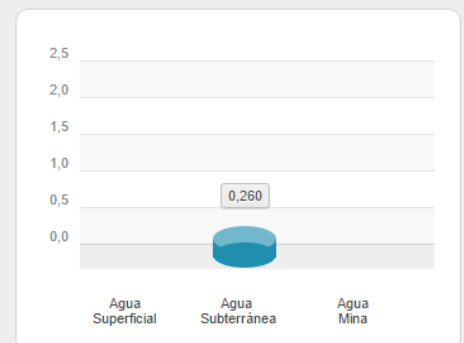 2,5
2,0
1,5
1,0
0,5
0,0
0,260
Agua
Superficial
Agua
Subterránea
Agua
Mina